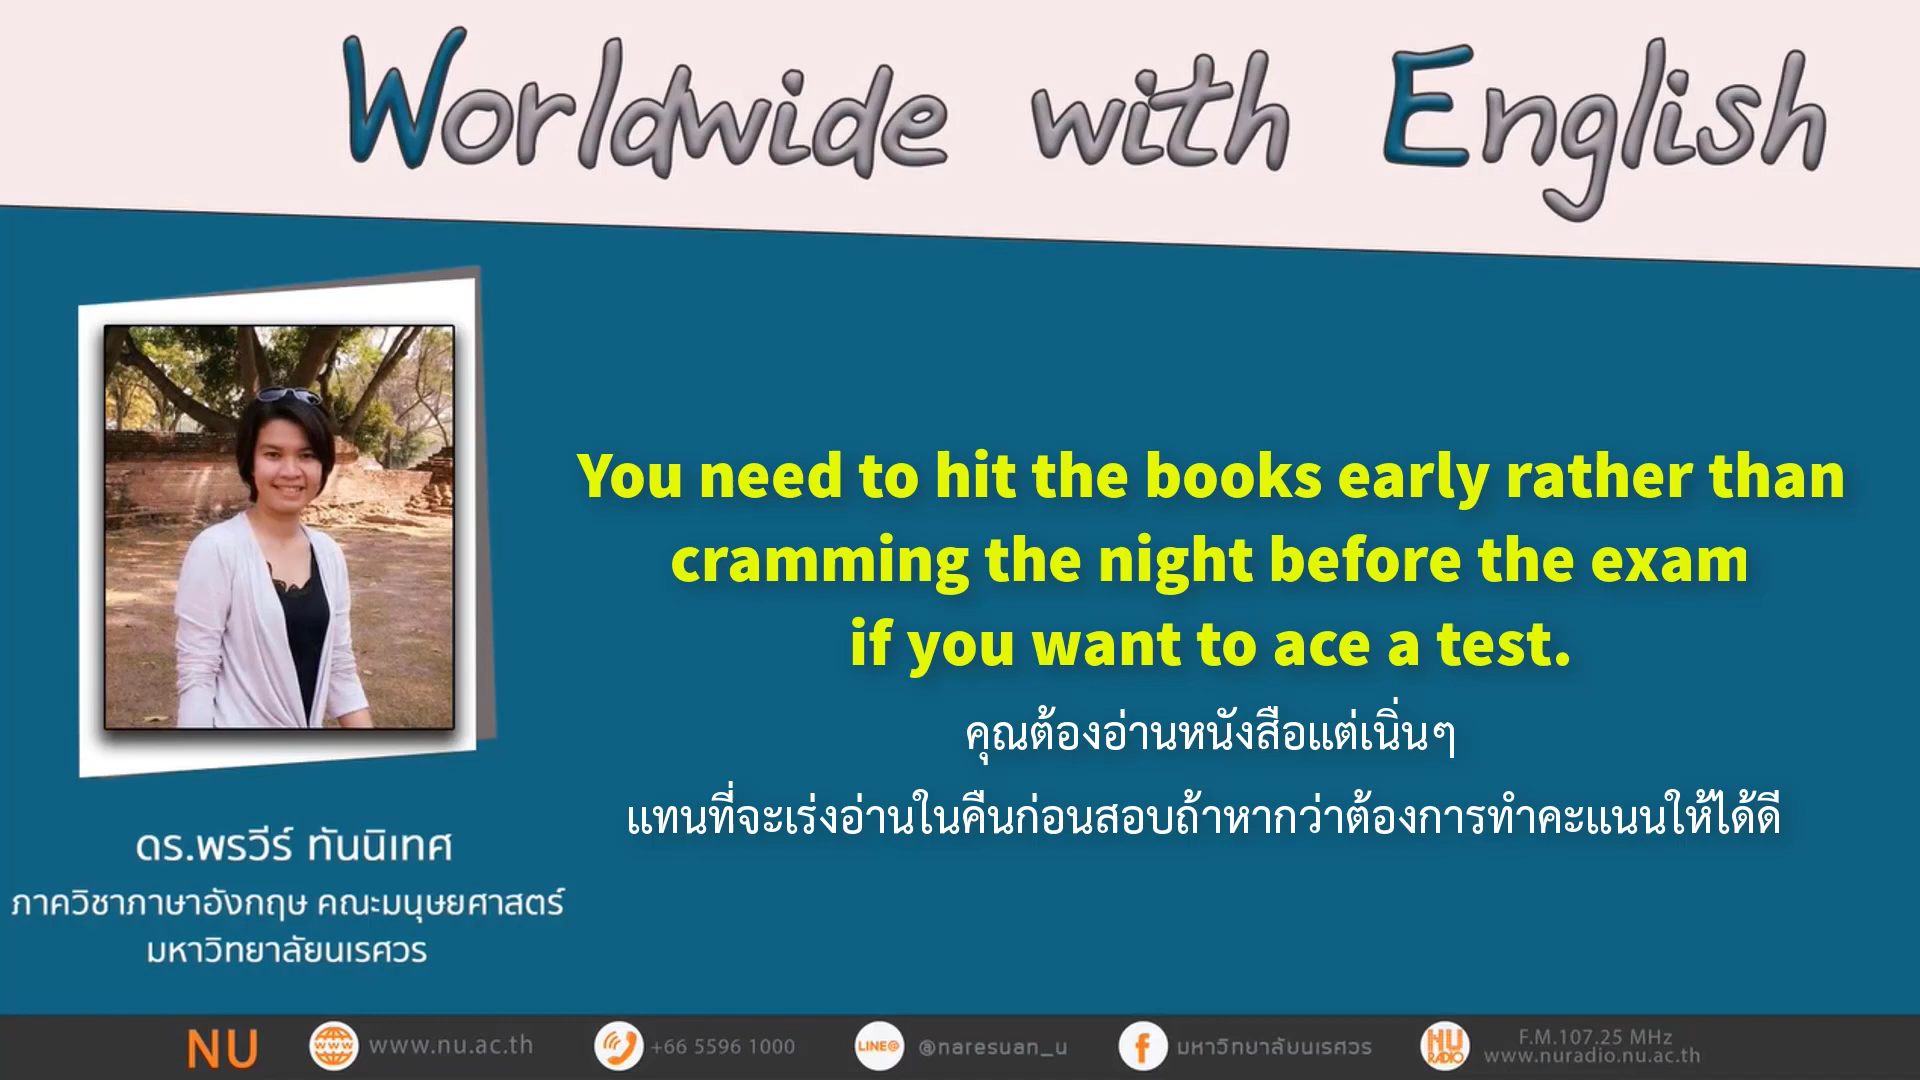 Worldwide with English
You need to hit the books early rather than
cramming the night before the exam
if you want to ace a test.
คุณต้องอ่านหนังสือแต่เนิ่นๆ
แทนที่จะเร่งอ่านในคืนก่อนสอบถ้าหากว่าต้องการทำคะแนนให้ได้ดี
ดร.พรวีร์ ทันนิเทศ
ภาควิชาภาษาอังกฤษ คณะมนุษยศาสตร์
มหาวิทยาลัยนเรศวร
NU
www
www.nu.ac.th
+66 5596 1000
LINE@
@naresuan_u
f
มหาวิทยาลัยนเรศวร
NU
RADIO
F.M.107.25 MHz
www.nuradio.nu.ac.th